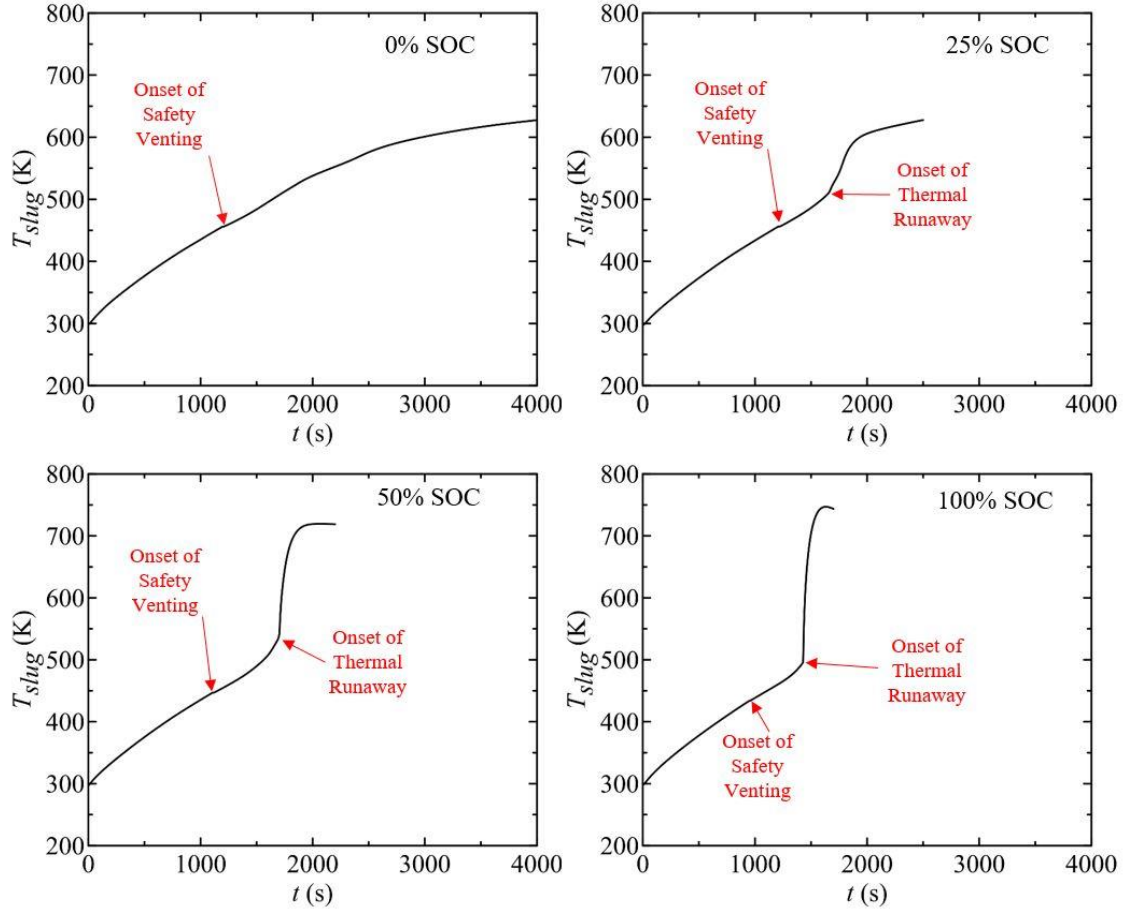 800
700
600
500
400
300
200
T_slug (K)
0% SOC
Onset of
Safety
Venting
0 1000 2000 3000 4000
t (s)
800
700
600
500
400
300
200
T_slug (K)
25% SOC
Onset of
Safety
Venting
Onset of
Thermal
Runaway
0 1000 2000 3000 4000
t (s)
800
700
600
500
400
300
200
T_slug (K)
50% SOC
Onset of
Safety
Venting
Onset of
Thermal
Runaway
0 1000 2000 3000 4000
t (s)
800
700
600
500
400
300
200
T_slug (K)
100% SOC
Onset of
Thermal
Runaway
Onset of
Safety
Venting
0 1000 2000 3000 4000
t (s)